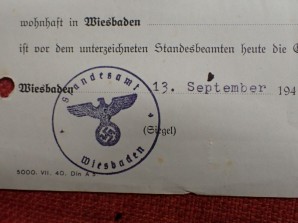 wohnhaft in Wiesbaden
ist vor dem unterzeichneten Standesbeamten heute die
Wiesbaden 13. September 194
Standesamt
Wiesbaden
(Siegel)
5000. VII. 40. Din A